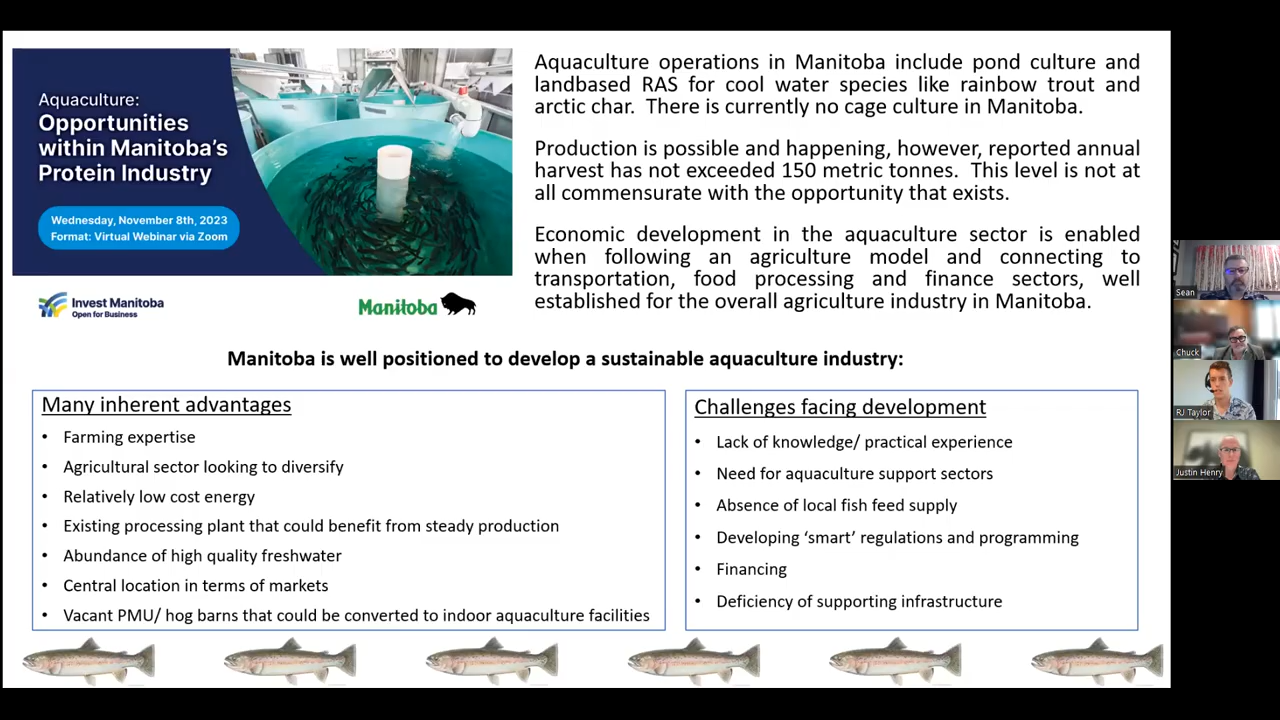 Aquaculture:
Opportunities
within Manitoba's
Protein Industry
Wednesday, November 8th, 2023
Format: Virtual Webinar via Zoom
Invest Manitoba
Open for Business
Manitoba
Aquaculture operations in Manitoba include pond culture and
landbased RAS for cool water species like rainbow trout and
arctic char. There is currently no cage culture in Manitoba.
Production is possible and happening, however, reported annual
harvest has not exceeded 150 metric tonnes. This level is not at
all commensurate with the opportunity that exists.
Economic development in the aquaculture sector is enabled
when following an agriculture model and connecting to
transportation, food processing and finance sectors, well
established for the overall agriculture industry in Manitoba.
Manitoba is well positioned to develop a sustainable aquaculture industry:
Many inherent advantages
• Farming expertise
• Agricultural sector looking to diversify
• Relatively low cost energy
• Existing processing plant that could benefit from steady production
• Abundance of high quality freshwater
• Central location in terms of markets
• Vacant PMU/ hog barns that could be converted to indoor aquaculture facilities
Challenges facing development
• Lack of knowledge/ practical experience
• Need for aquaculture support sectors
• Absence of local fish feed supply
• Developing 'smart' regulations and programming
• Financing
• Deficiency of supporting infrastructure
Sean
Chuck
RJ Taylor
Justin Henry